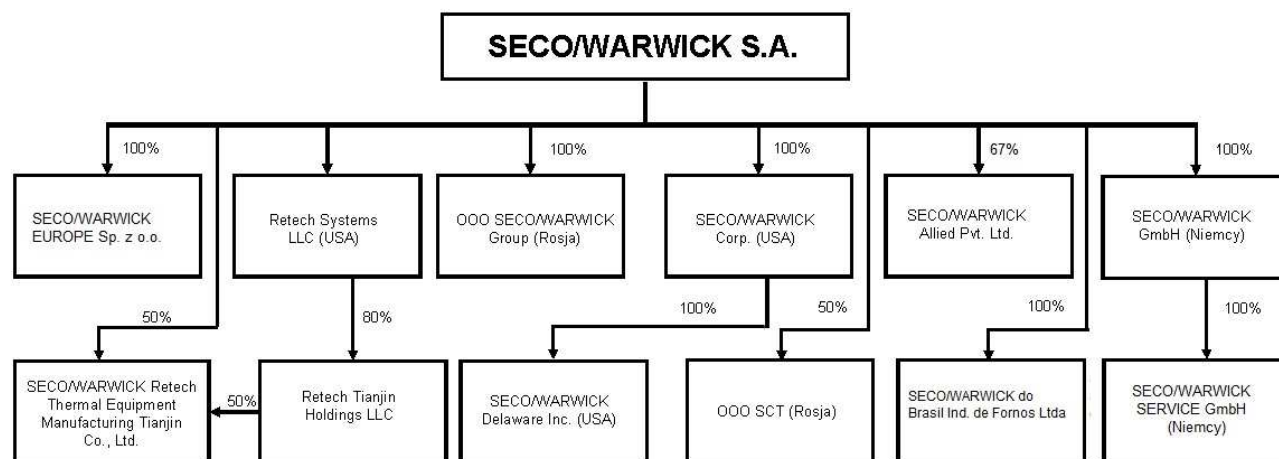 SECO/WARWICK S.A.
100%
100%
100%
67%
100%
SECO/WARWICK
EUROPE Sp. z o.o.
Retech Systems
LLC (USA)
OOO SECO/WARWICK
Group (Rosja)
SECO/WARWICK
Corp. (USA)
SECO/WARWICK
Allied Pvt. Ltd.
SECO/WARWICK
GmbH (Niemcy)
50%
80%
100%
50%
100%
100%
SECO/WARWICK Retech
Thermal Equipment
Manufacturing Tianjin
Co., Ltd.
50%
Retech Tianjin
Holdings LLC
SECO/WARWICK
Delaware Inc. (USA)
OOO SCT (Rosja)
SECO/WARWICK do
Brasil Ind. de Fornos Ltda
SECO/WARWICK
SERVICE GmbH
(Niemcy)